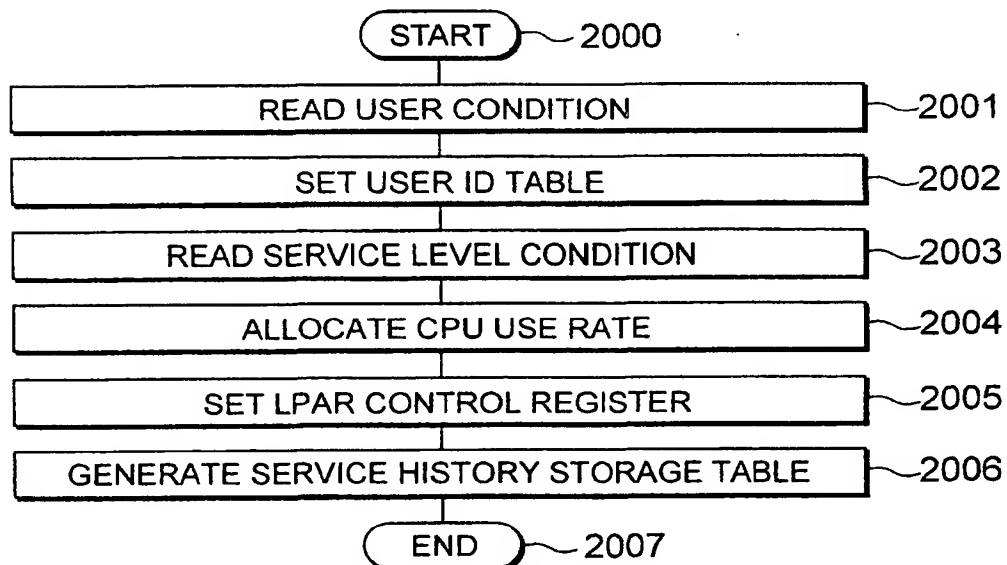 START 2000
READ USER CONDITION 2001
SET USER ID TABLE 2002
READ SERVICE LEVEL CONDITION 2003
ALLOCATE CPU USE RATE 2004
SET LPAR CONTROL REGISTER 2005
GENERATE SERVICE HISTORY STORAGE TABLE 2006
END 2007